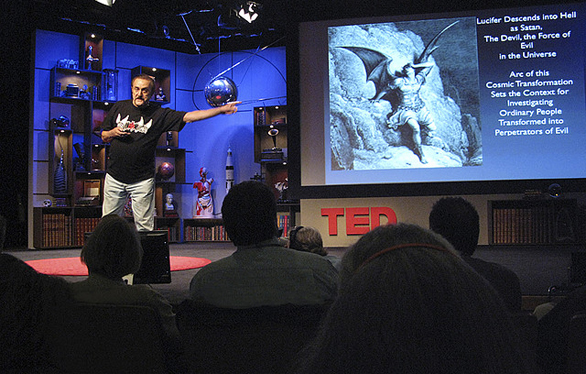 Lucifer Descends into Hell
as Satan,
The Devil, the Force of
Evil
in the Universe
Arc of this
Cosmic Transformation
Sets the Context for
Investigating
Ordinary People
Transformed into
Perpetrators of Evil
TED